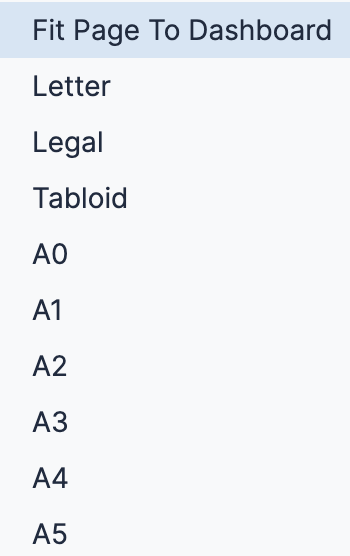 Fit Page To Dashboard
Letter
Legal
Tabloid
A0
A1
A2
A3
A4
A5